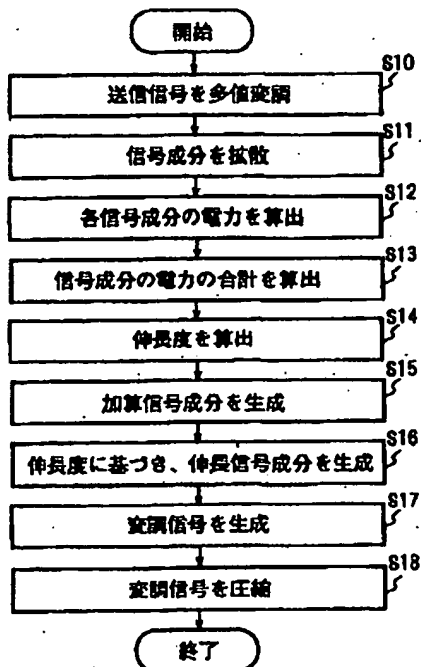 開始
S10
送信信号を多値変調
S11
信号成分を拡散
S12
各信号成分の電力を算出
S13
信号成分の電力の合計を算出
S14
伸長度を算出
S15
加算信号成分を生成
S16
伸長度に基づき、伸長信号成分を生成
S17
変調信号を生成
S18
変調信号を圧縮
終了